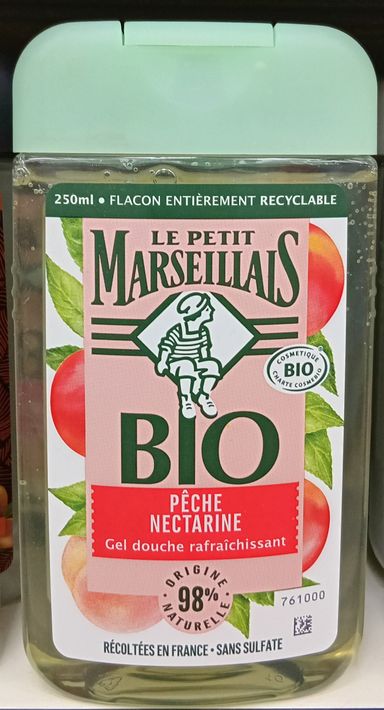 250ml • FLACON ENTIÈREMENT RECYCLABLE
LE PETIT
MARSEILLAIS
COSMETIQUE
BIO
CHARTE COSMEBIO
BIO
PÊCHE
NECTARINE
Gel douche rafraîchissant
ORIGINE
98%
NATURELLE
761000
RÉCOLTÉES EN FRANCE • SANS SULFATE